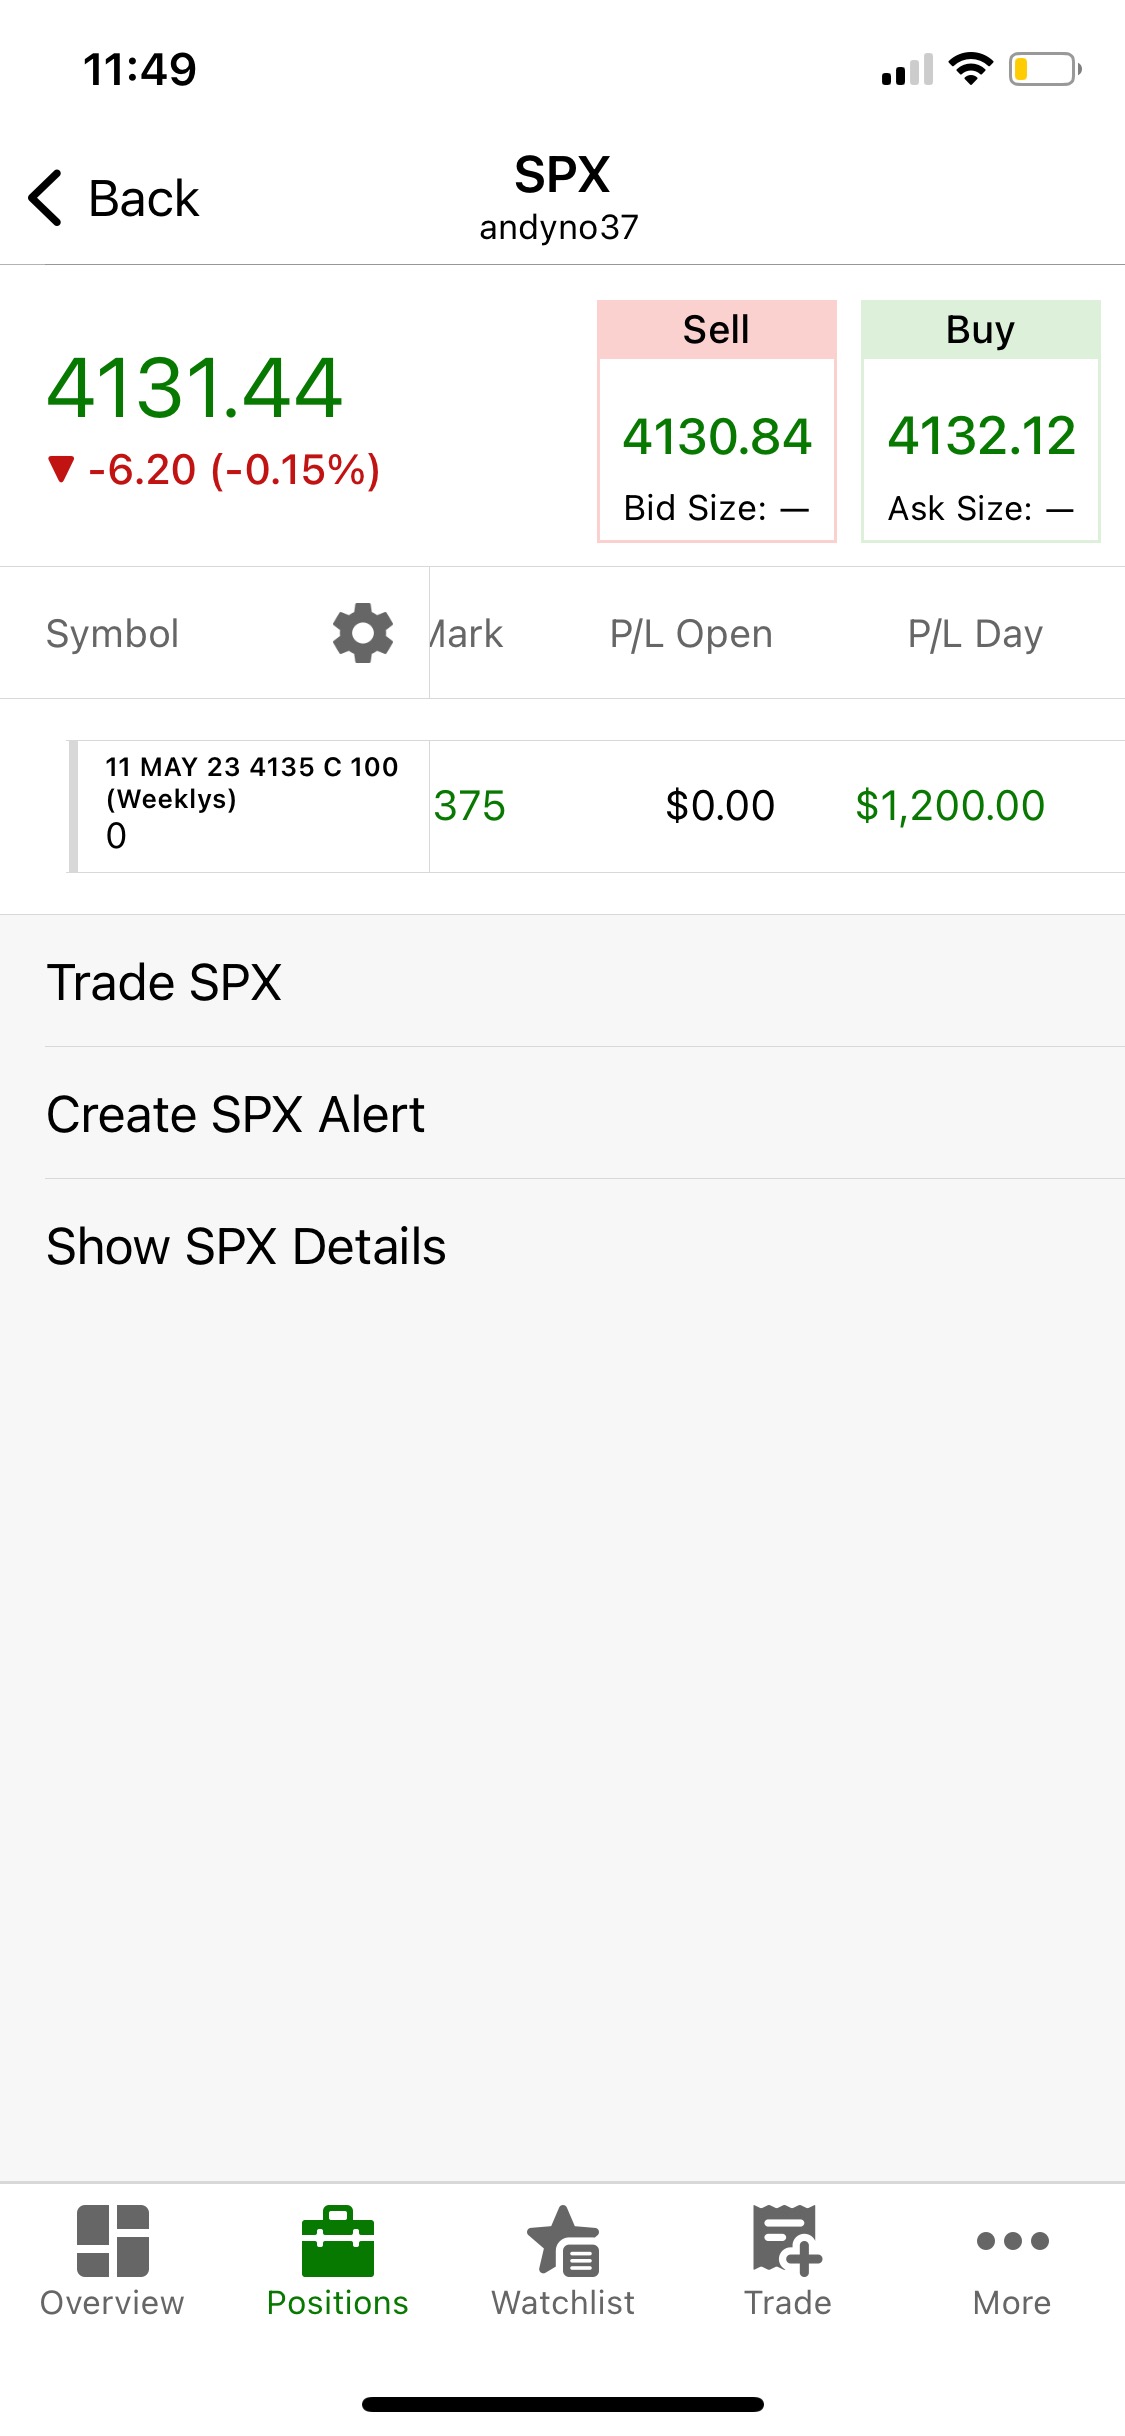 11:49
Back
SPX
andyno37
4131.44
-6.20 (-0.15%)
Sell
4130.84
Bid Size: —
Buy
4132.12
Ask Size: —
Symbol Mark P/L Open P/L Day
11 MAY 23 4135 C 100
(Weeklys)
0
375 $0.00 $1,200.00
Trade SPX
Create SPX Alert
Show SPX Details
Overview Positions Watchlist Trade More